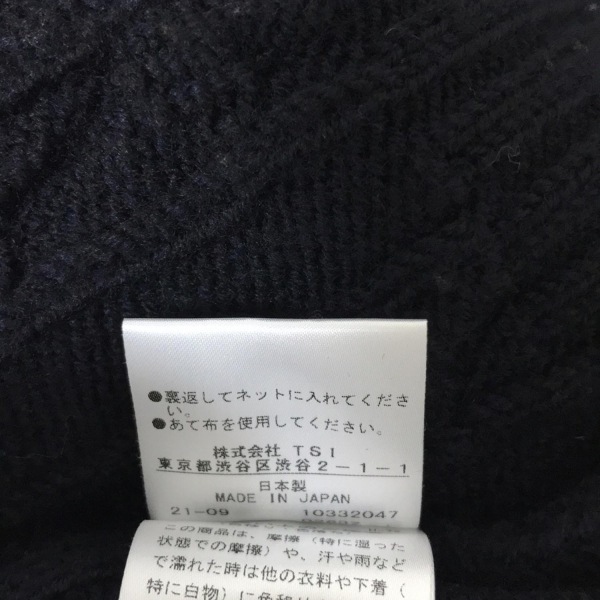 ●裏返してネットに入れてくださ
い。
●あて布を使用してください。
株式会社 TSI
東京都渋谷区渋谷2-1-1
日本製
MADE IN JAPAN
21-09 10332047
この商品は、摩擦（特に湿った
状態での摩擦）や、汗や雨など
で濡れた時は他の衣料や下着（
特に白物）に色移